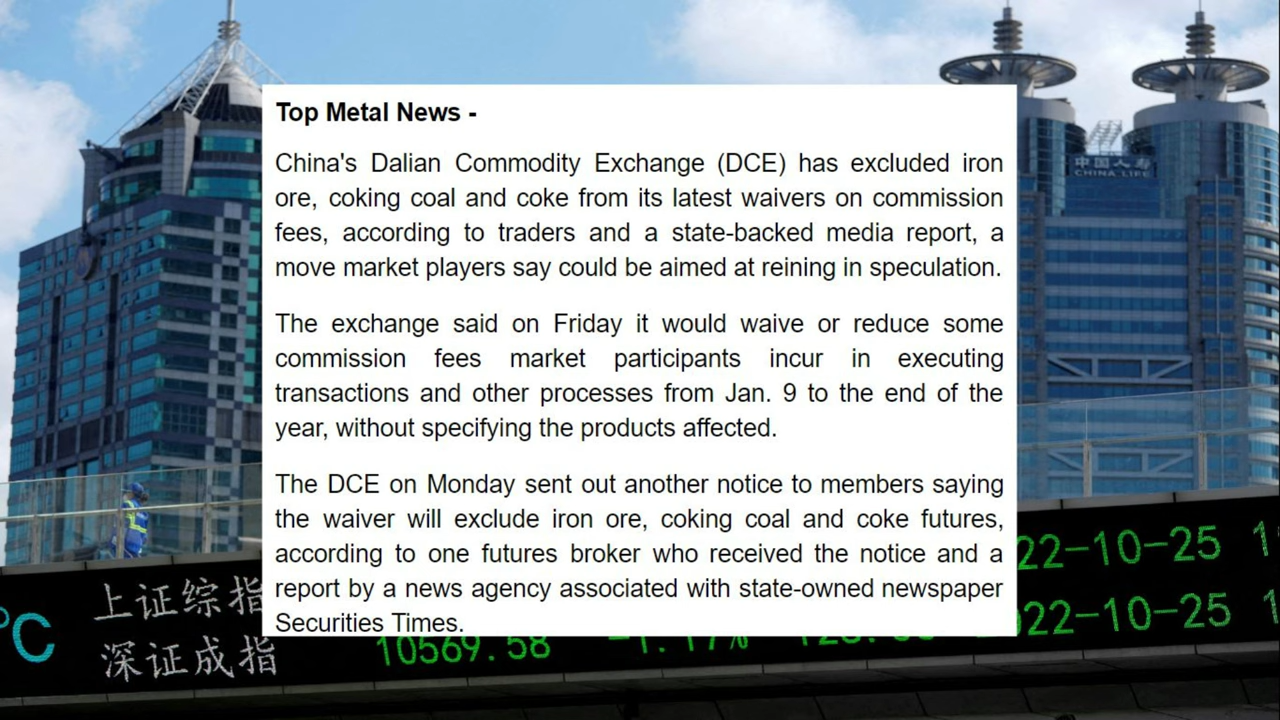 Top Metal News -
China's Dalian Commodity Exchange (DCE) has excluded iron
ore, coking coal and coke from its latest waivers on commission
fees, according to traders and a state-backed media report, a
move market players say could be aimed at reining in speculation.
The exchange said on Friday it would waive or reduce some
commission fees market participants incur in executing
transactions and other processes from Jan. 9 to the end of the
year, without specifying the products affected.
The DCE on Monday sent out another notice to members saying
the waiver will exclude iron ore, coking coal and coke futures,
according to one futures broker who received the notice and a
report by a news agency associated with state-owned newspaper
Securities Times.
中国人寿
CHINA LIFE
22-10-25
°C
上证综指
深证成指
10569.58
-1.17%
22-10-25